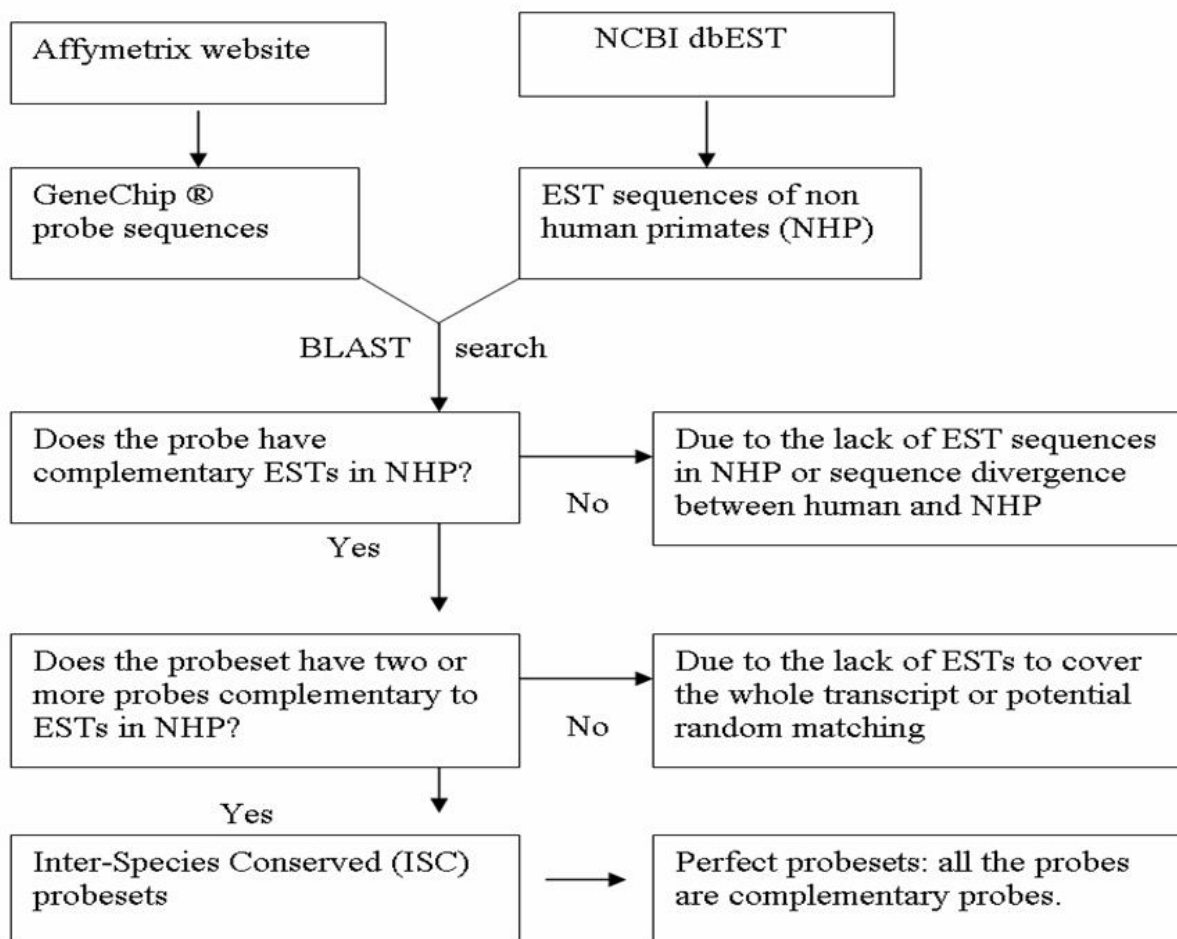 Affymetrix website
NCBI dbEST
GeneChip ®
probe sequences
EST sequences of non
human primates (NHP)
BLAST search
Does the probe have
complementary ESTs in NHP?
No
Due to the lack of EST sequences
in NHP or sequence divergence
between human and NHP
Yes
Does the probeset have two or
more probes complementary to
ESTs in NHP?
No
Due to the lack of ESTs to cover
the whole transcript or potential
random matching
Yes
Inter-Species Conserved (ISC)
probesets
Perfect probesets: all the probes
are complementary probes.